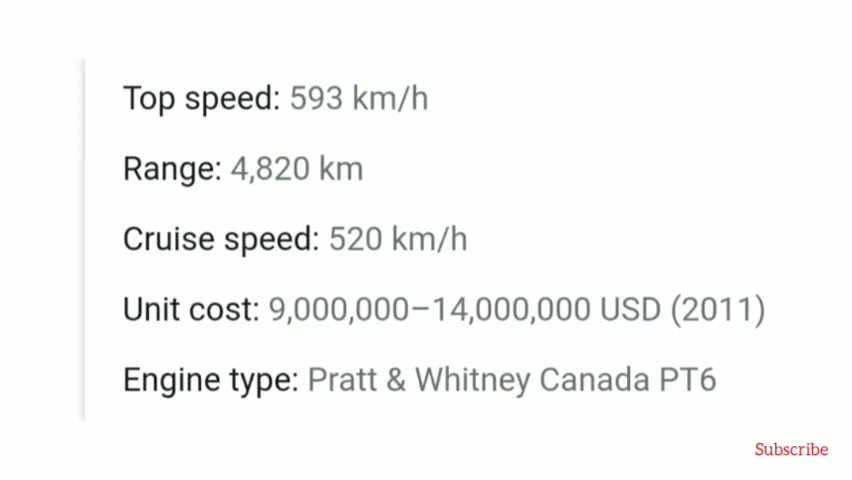 Top speed: 593 km/h
Range: 4,820 km
Cruise speed: 520 km/h
Unit cost: 9,000,000–14,000,000 USD (2011)
Engine type: Pratt & Whitney Canada PT6
Subscribe